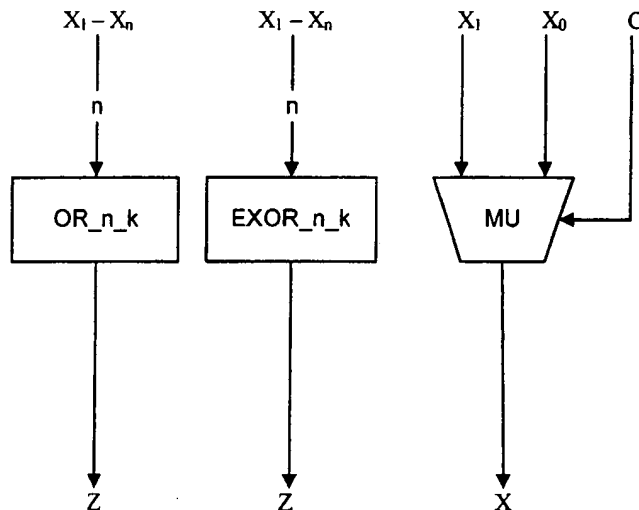 X₁ – Xₙ X₁ – Xₙ X₁ X₀ C
n n
OR_n_k EXOR_n_k MU
Z Z X